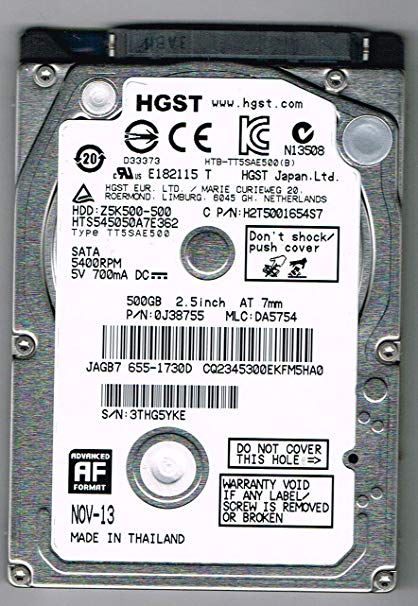 HGST www.hgst.com
N13508
20 D33373 HTB-TT5SAE500(B)
c us E182115 T HGST Japan,Ltd.
HGST EUR. LTD./ MARIE CURIEWEG 20,
ROERMOND, LIMBURG, 6045 GH, NETHERLANDS
HDD:Z5K500-500 C P/N:H2T5001654S7
HTS545050A7E362
Type TT5SAE500
Don't shock/
push cover
SATA
5400RPM
5V 700mA DC
500GB 2.5inch AT 7mm
P/N:0J38755 MLC:DA5754
JAGB7 655-1730D CQ2345300EKFM5HA0
S/N:3THG5YKE
DO NOT COVER
THIS HOLE =>
ADVANCED
AF
FORMAT
WARRANTY VOID
IF ANY LABEL/
SCREW IS REMOVED
OR BROKEN
NOV-13
MADE IN THAILAND